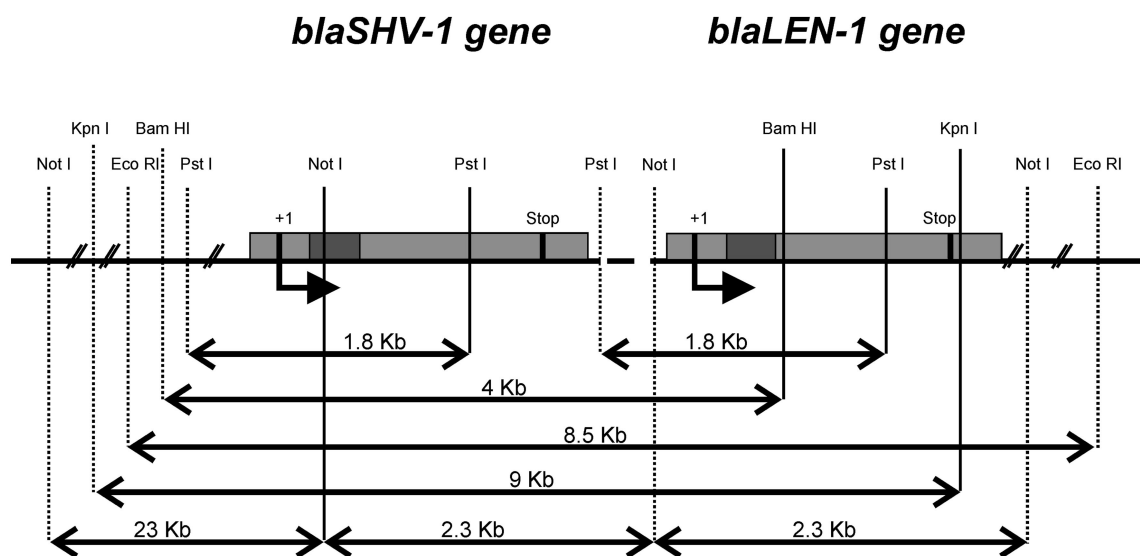 blaSHV-1 gene blaLEN-1 gene
Kpn I Bam HI Bam HI Kpn I
Not I Eco RI Pst I Not I Pst I Pst I Not I Pst I Not I Eco RI
+1 Stop +1 Stop
1.8 Kb 1.8 Kb
4 Kb
8.5 Kb
9 Kb
23 Kb 2.3 Kb 2.3 Kb